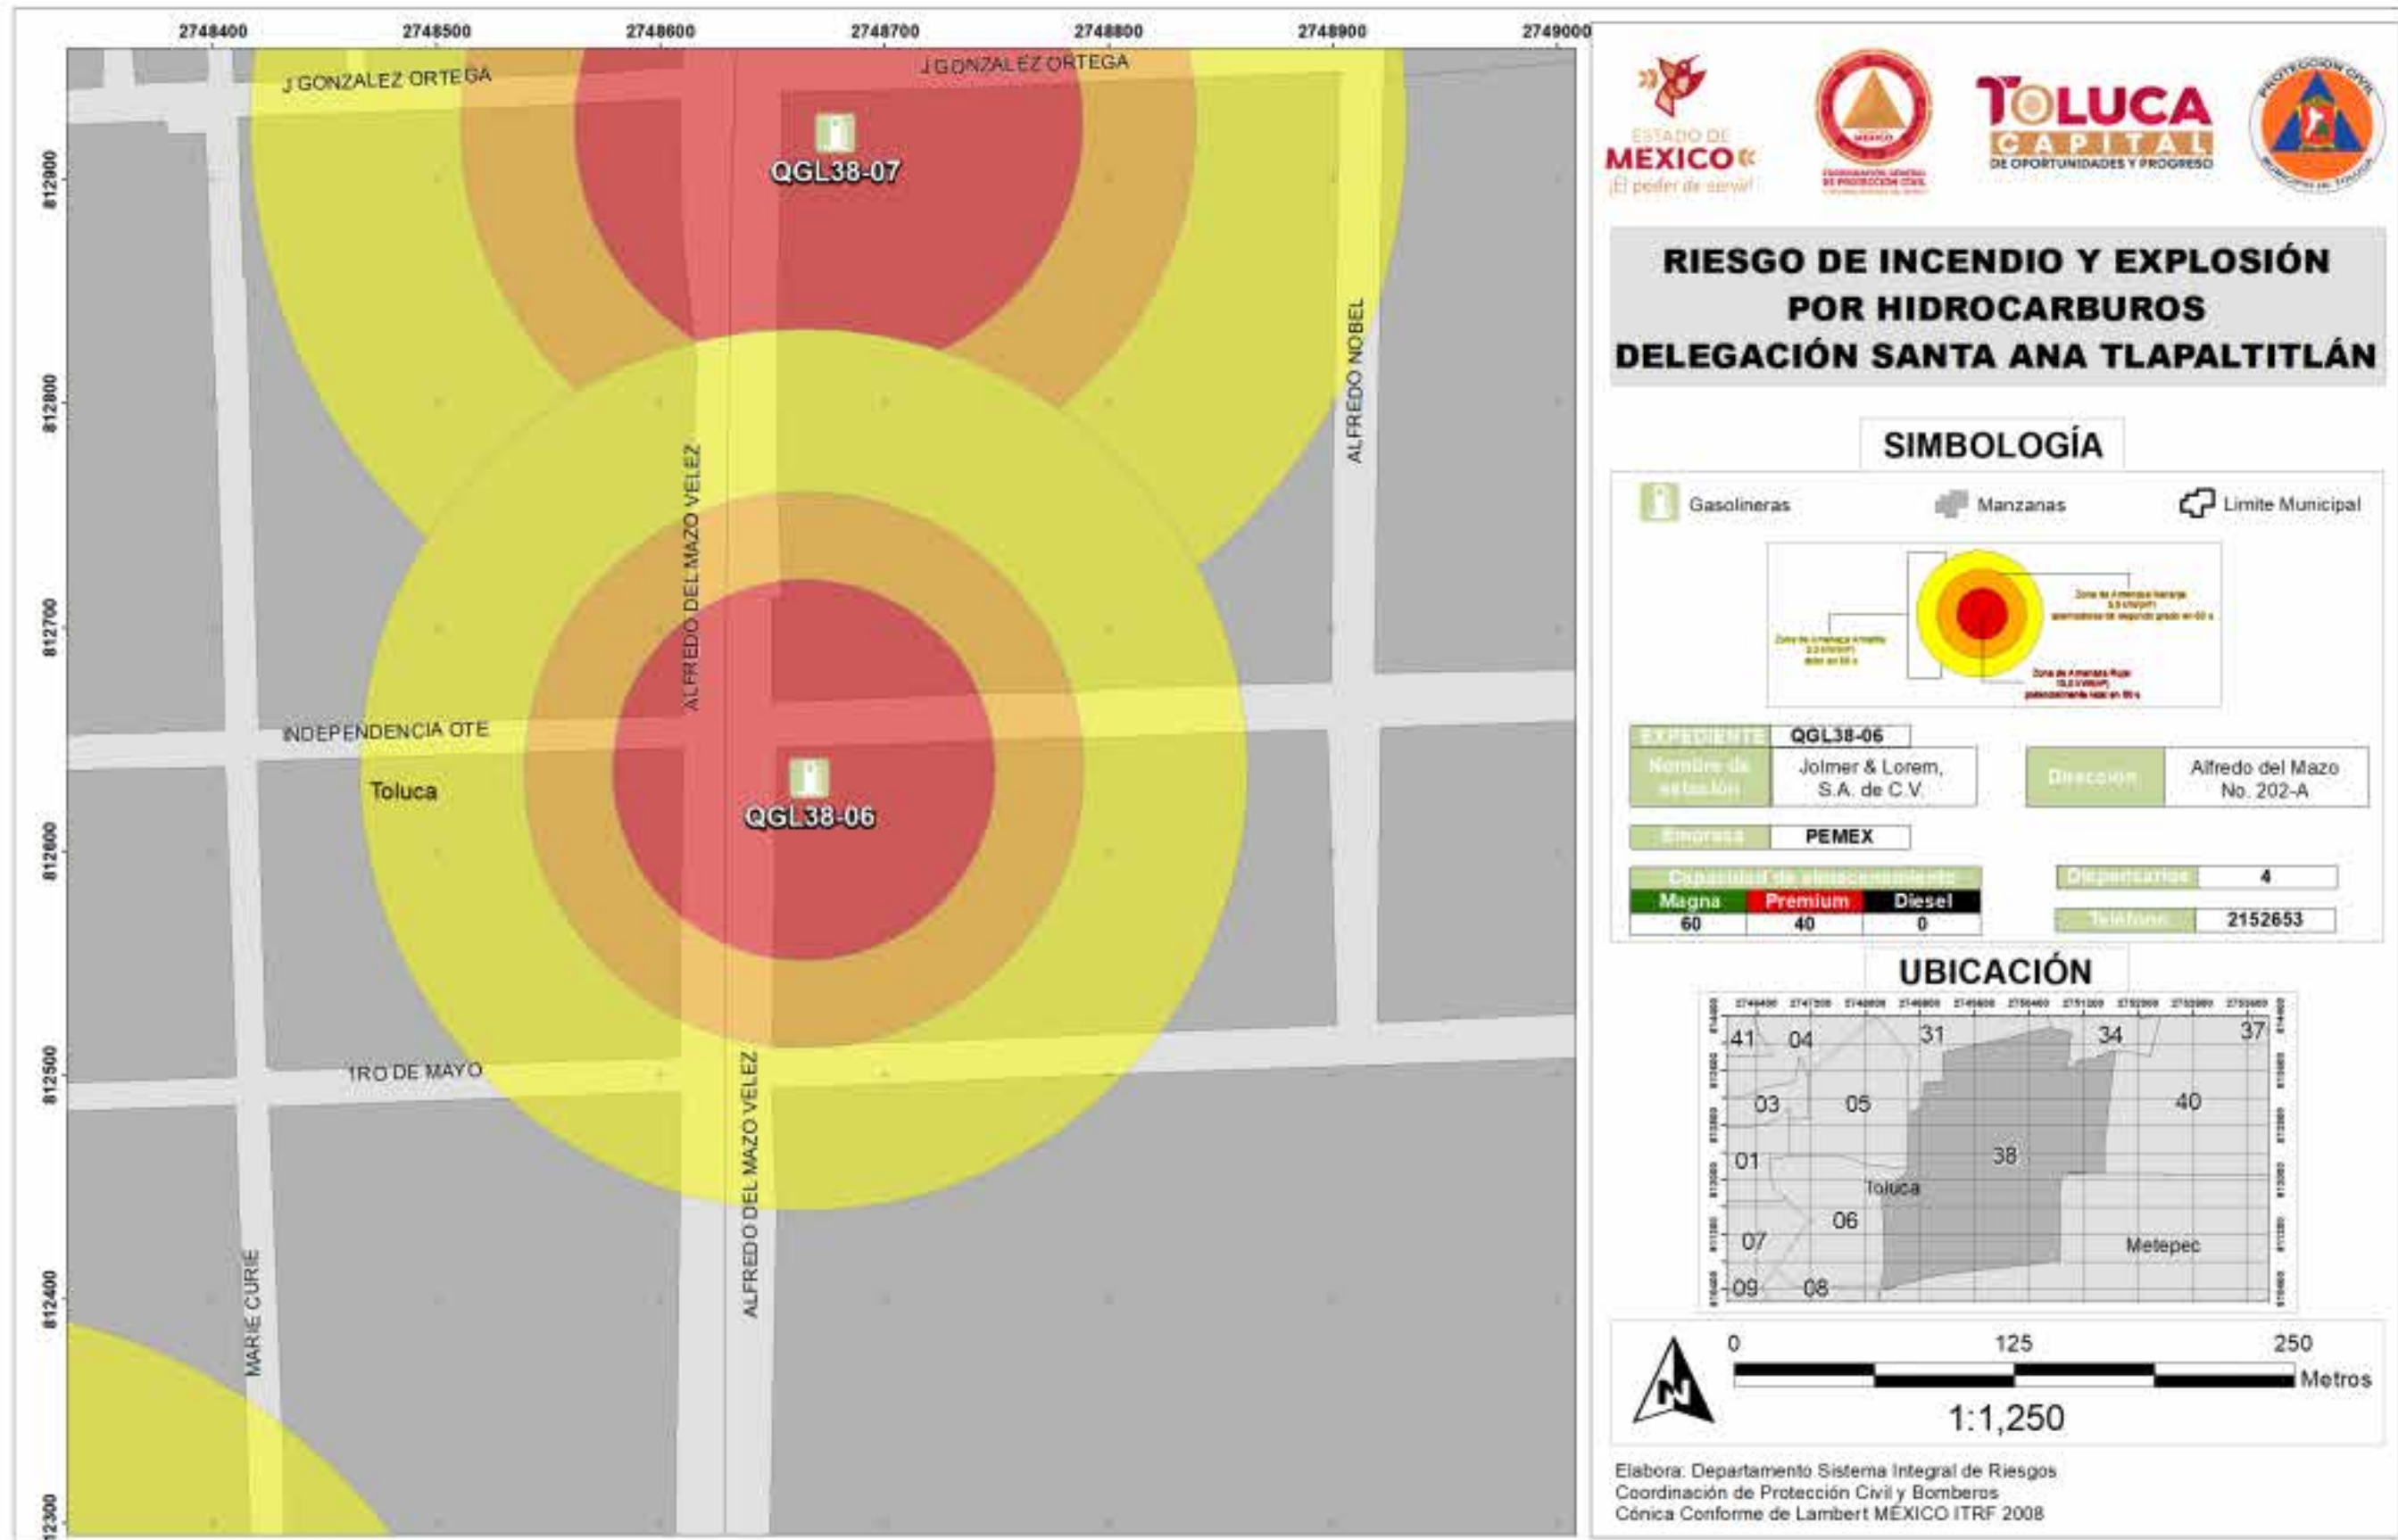 2748400 2748500 2748600 2748700 2748800 2748900 2749000
812900
812800
812700
812600
812500
812400
812300
J GONZALEZ ORTEGA
J GONZALEZ ORTEGA
QGL38-07
ALFREDO NOBEL
ALFREDO DEL MAZO VELEZ
INDEPENDENCIA OTE
Toluca
QGL38-06
1RO DE MAYO
ALFREDO DEL MAZO VELEZ
MARIE CURIE
ESTADO DE
MÉXICO
¡El poder de servir!
TOLUCA
CAPITAL
DE OPORTUNIDADES Y PROGRESO
PROTECCIÓN CIVIL
MUNICIPIO DE TOLUCA
RIESGO DE INCENDIO Y EXPLOSIÓN
POR HIDROCARBUROS
DELEGACIÓN SANTA ANA TLAPALTITLÁN
SIMBOLOGÍA
Gasolineras
Manzanas
Limite Municipal
EXPEDIENTE QGL38-06
Nombre de
estación
Jolmer & Lorem,
S.A. de C.V.
Dirección
Alfredo del Mazo
No. 202-A
Empresa PEMEX
Capacidad de almacenamiento
Magna Premium Diesel
60 40 0
Dispensarios 4
Teléfono 2152653
UBICACIÓN
41 04 31 34 37
03 05 40
01 38
Toluca
06
07 Metepec
09 08
N
0 125 250
Metros
1:1,250
Elabora: Departamento Sistema Integral de Riesgos
Coordinación de Protección Civil y Bomberos
Cónica Conforme de Lambert MÉXICO ITRF 2008